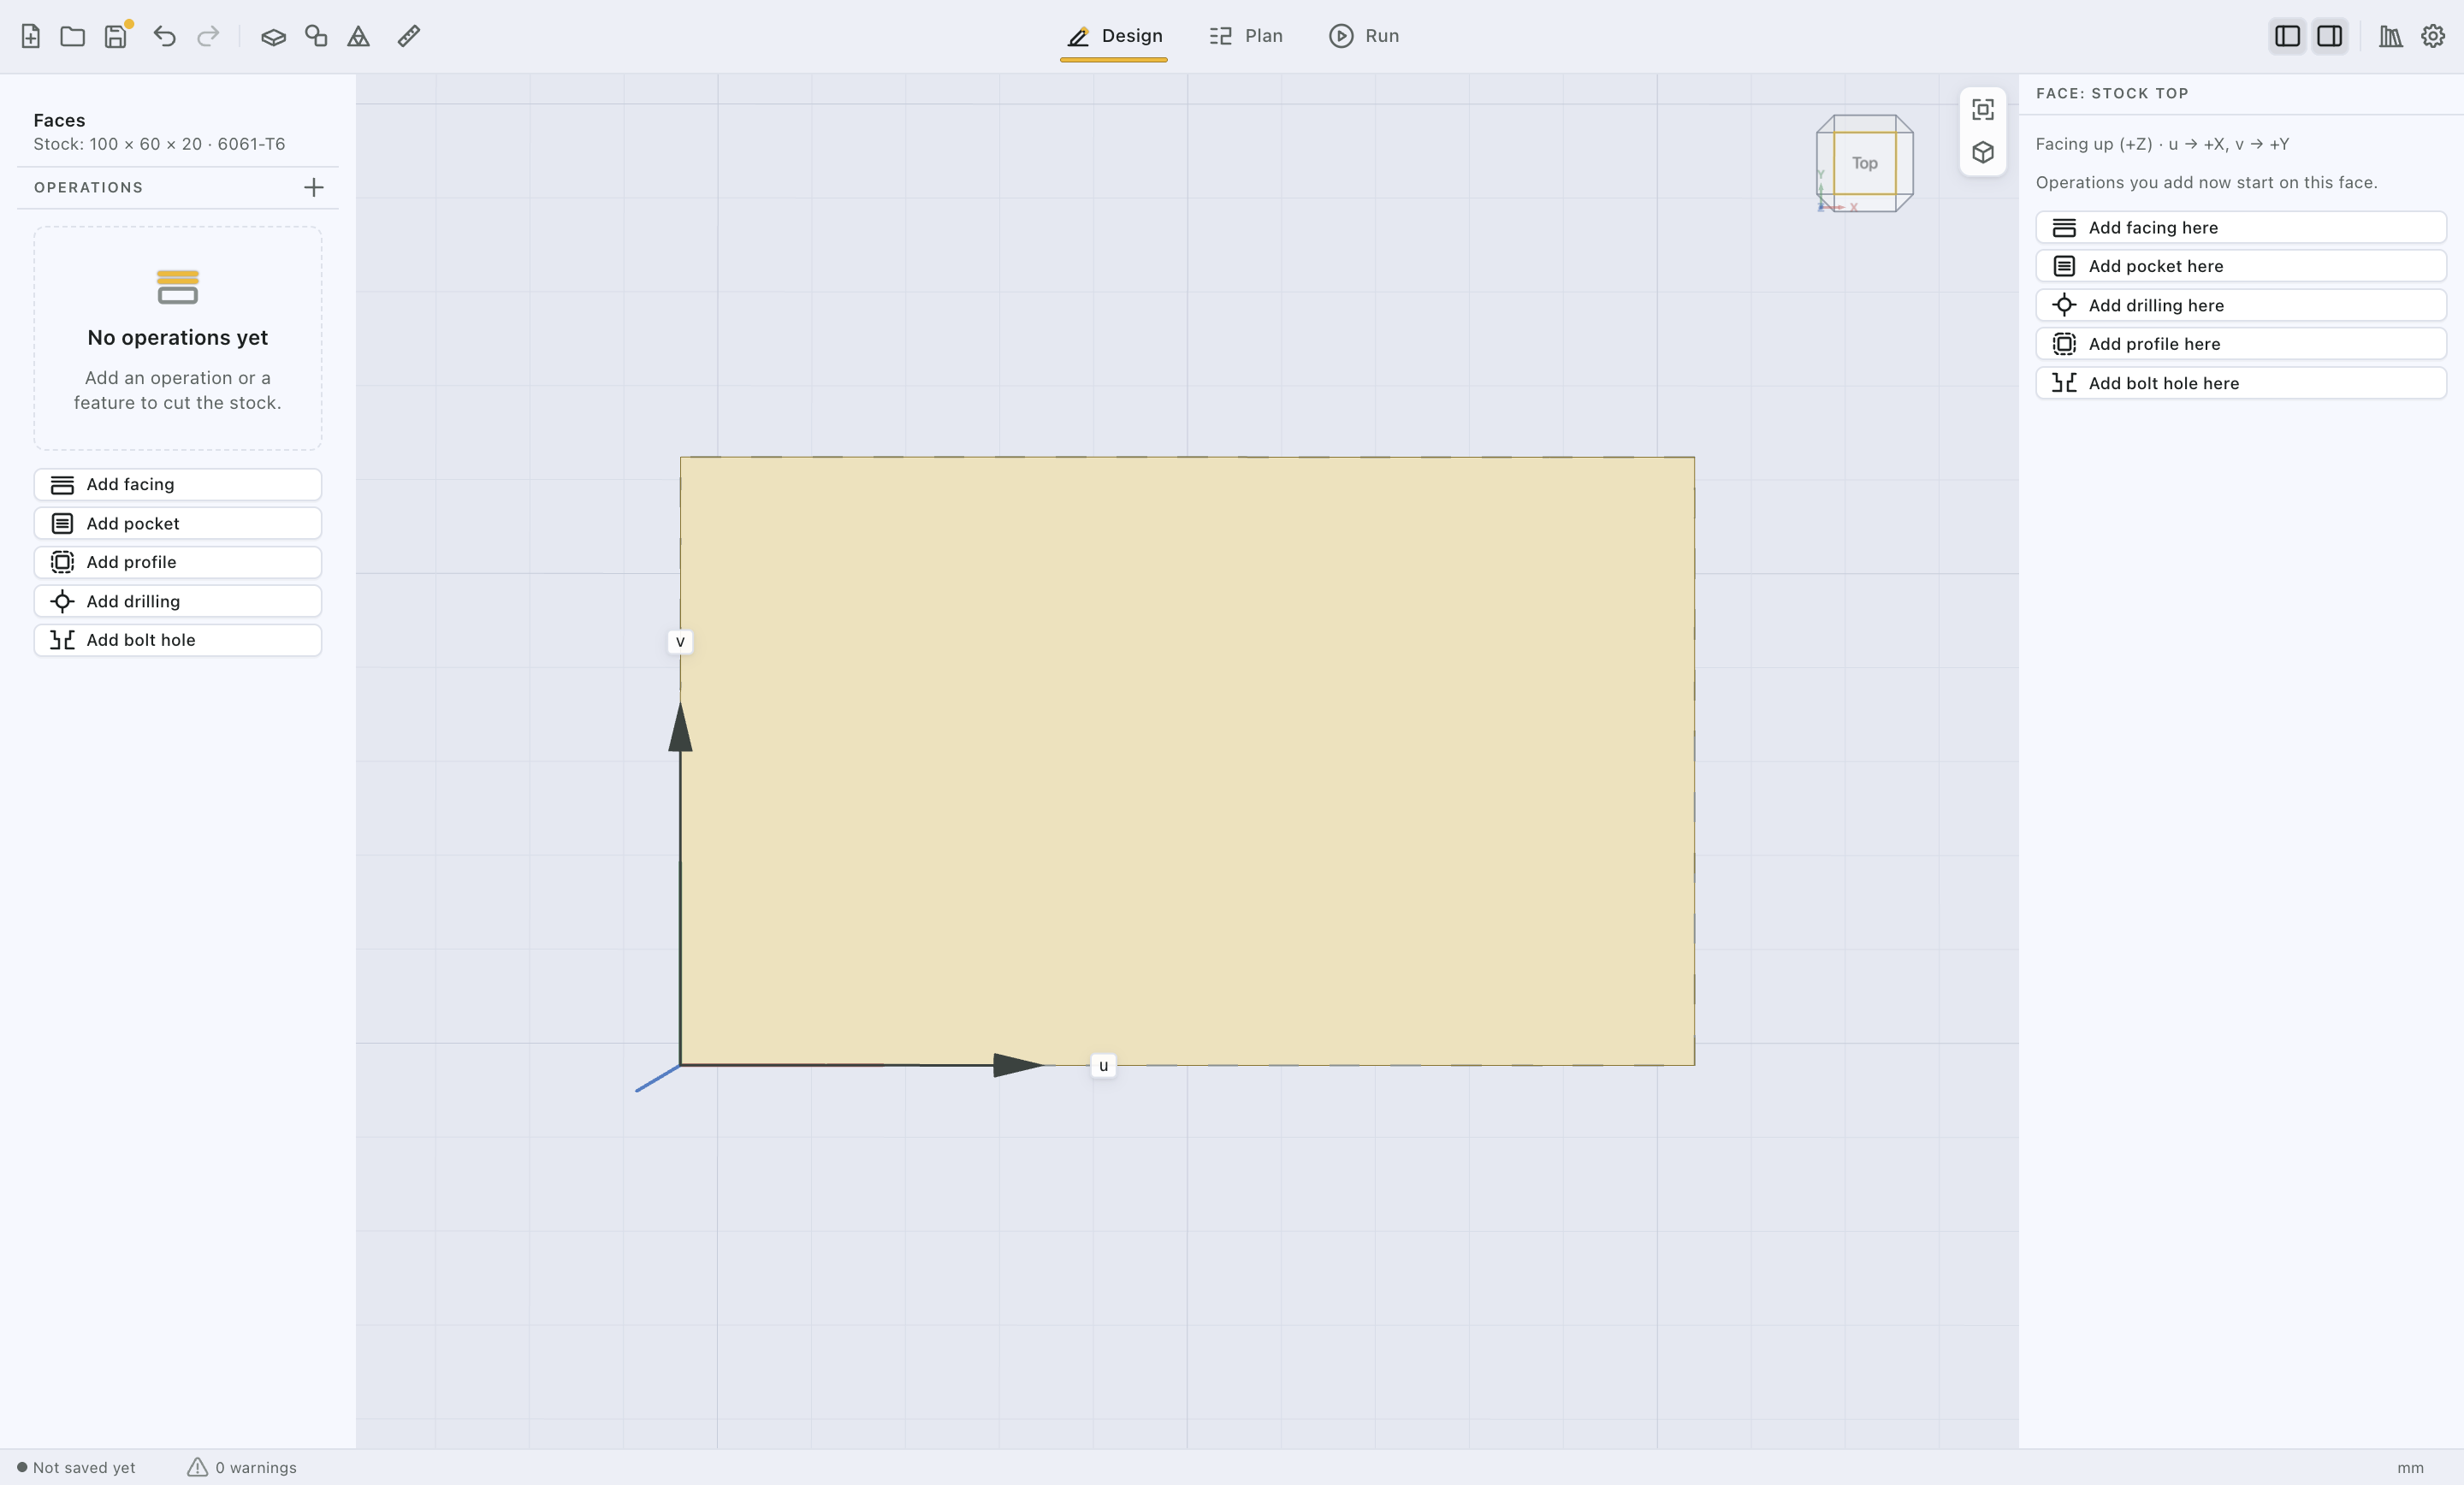 Design
Plan
Run
Faces
Stock: 100 × 60 × 20 · 6061-T6
OPERATIONS
No operations yet
Add an operation or a
feature to cut the stock.
Add facing
Add pocket
Add profile
Add drilling
Add bolt hole
Top
Y
Z
X
v
u
FACE: STOCK TOP
Facing up (+Z) · u → +X, v → +Y
Operations you add now start on this face.
Add facing here
Add pocket here
Add drilling here
Add profile here
Add bolt hole here
Not saved yet
0 warnings
mm